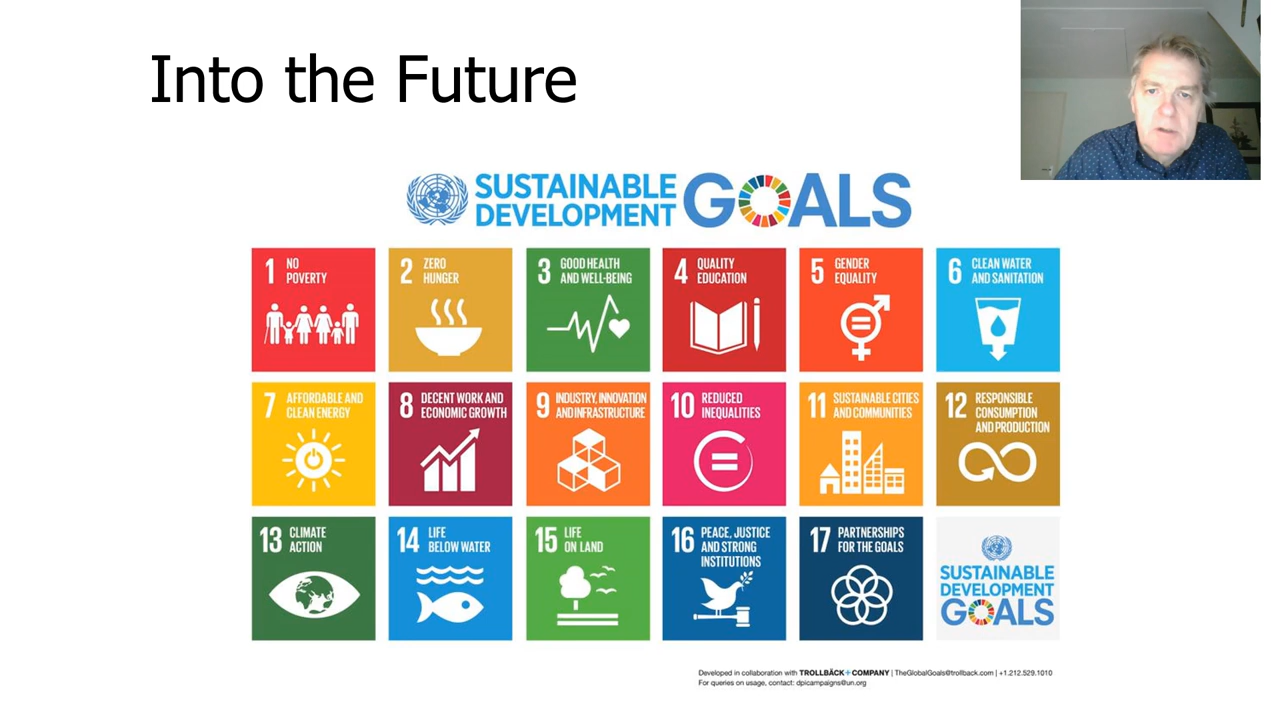 Into the Future
SUSTAINABLE
DEVELOPMENT
GOALS
1 NO
POVERTY
2 ZERO
HUNGER
3 GOOD HEALTH
AND WELL-BEING
4 QUALITY
EDUCATION
5 GENDER
EQUALITY
6 CLEAN WATER
AND SANITATION
7 AFFORDABLE AND
CLEAN ENERGY
8 DECENT WORK AND
ECONOMIC GROWTH
9 INDUSTRY, INNOVATION
AND INFRASTRUCTURE
10 REDUCED
INEQUALITIES
11 SUSTAINABLE CITIES
AND COMMUNITIES
12 RESPONSIBLE
CONSUMPTION
AND PRODUCTION
13 CLIMATE
ACTION
14 LIFE
BELOW WATER
15 LIFE
ON LAND
16 PEACE, JUSTICE
AND STRONG
INSTITUTIONS
17 PARTNERSHIPS
FOR THE GOALS
SUSTAINABLE
DEVELOPMENT
GOALS
Developed in collaboration with TROLLBÄCK+COMPANY | TheGlobalGoals@trollback.com | +1.212.529.1010
For queries on usage, contact: dpicampaigns@un.org